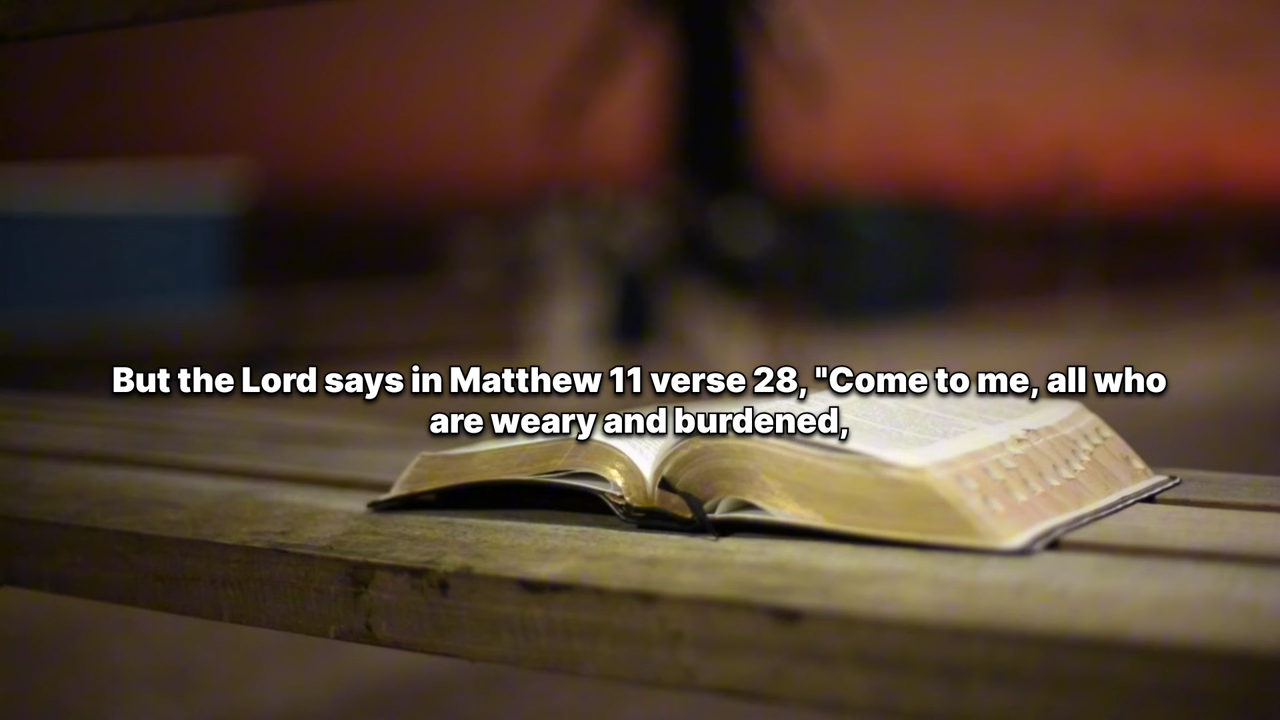 But the Lord says in Matthew 11 verse 28, "Come to me, all who
are weary and burdened,